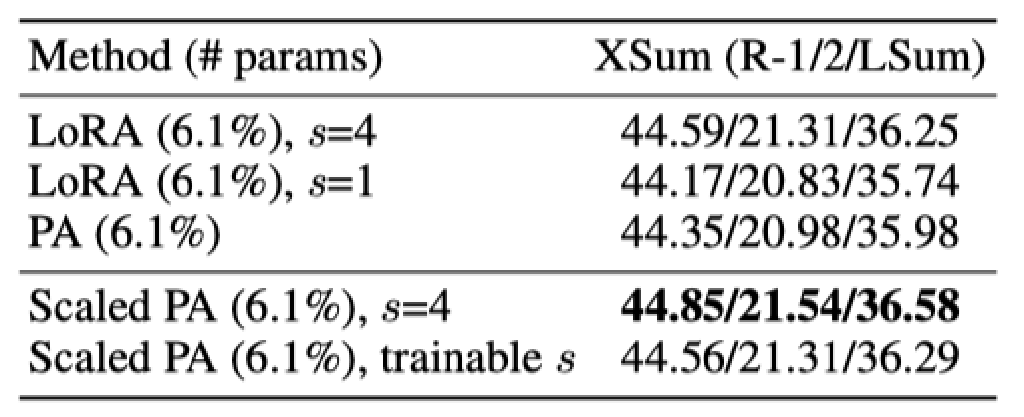 Method (# params) XSum (R-1/2/LSum)
LoRA (6.1%), s=4 44.59/21.31/36.25
LoRA (6.1%), s=1 44.17/20.83/35.74
PA (6.1%) 44.35/20.98/35.98
Scaled PA (6.1%), s=4 44.85/21.54/36.58
Scaled PA (6.1%), trainable s 44.56/21.31/36.29